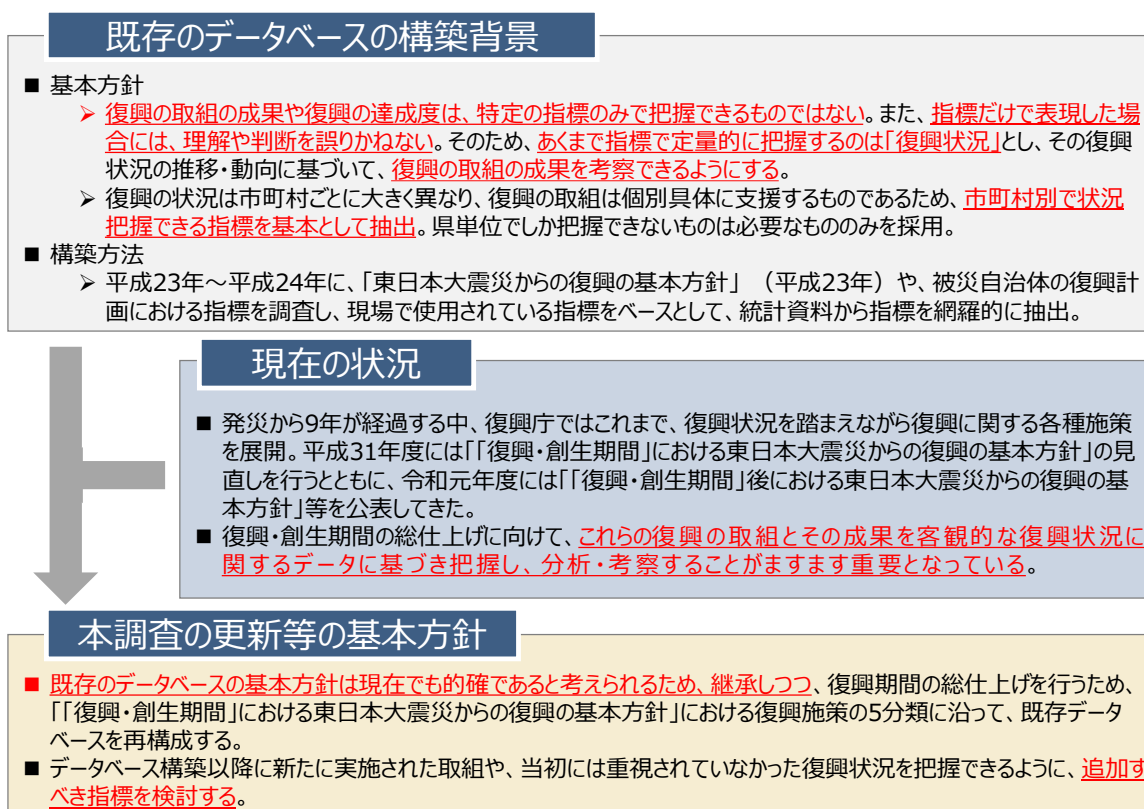 既存のデータベースの構築背景
■ 基本方針
➢ 復興の取組の成果や復興の達成度は、特定の指標のみで把握できるものではない。また、指標だけで表現した場
合には、理解や判断を誤りかねない。そのため、あくまで指標で定量的に把握するのは「復興状況」とし、その復興
状況の推移・動向に基づいて、復興の取組の成果を考察できるようにする。
➢ 復興の状況は市町村ごとに大きく異なり、復興の取組は個別具体に支援するものであるため、市町村別で状況
把握できる指標を基本として抽出。県単位でしか把握できないものは必要なもののみを採用。
■ 構築方法
➢ 平成23年～平成24年に、「東日本大震災からの復興の基本方針」（平成23年）や、被災自治体の復興計
画における指標を調査し、現場で使用されている指標をベースとして、統計資料から指標を網羅的に抽出。
現在の状況
■ 発災から9年が経過する中、復興庁ではこれまで、復興状況を踏まえながら復興に関する各種施策
を展開。平成31年度には「「復興・創生期間」における東日本大震災からの復興の基本方針」の見
直しを行うとともに、令和元年度には「「復興・創生期間」後における東日本大震災からの復興の基
本方針」等を公表してきた。
■ 復興・創生期間の総仕上げに向けて、これらの復興の取組とその成果を客観的な復興状況に
関するデータに基づき把握し、分析・考察することがますます重要となっている。
本調査の更新等の基本方針
■ 既存のデータベースの基本方針は現在でも的確であると考えられるため、継承しつつ、復興期間の総仕上げを行うため、
「「復興・創生期間」における東日本大震災からの復興の基本方針」における復興施策の5分類に沿って、既存データ
ベースを再構成する。
■ データベース構築以降に新たに実施された取組や、当初には重視されていなかった復興状況を把握できるように、追加す
べき指標を検討する。